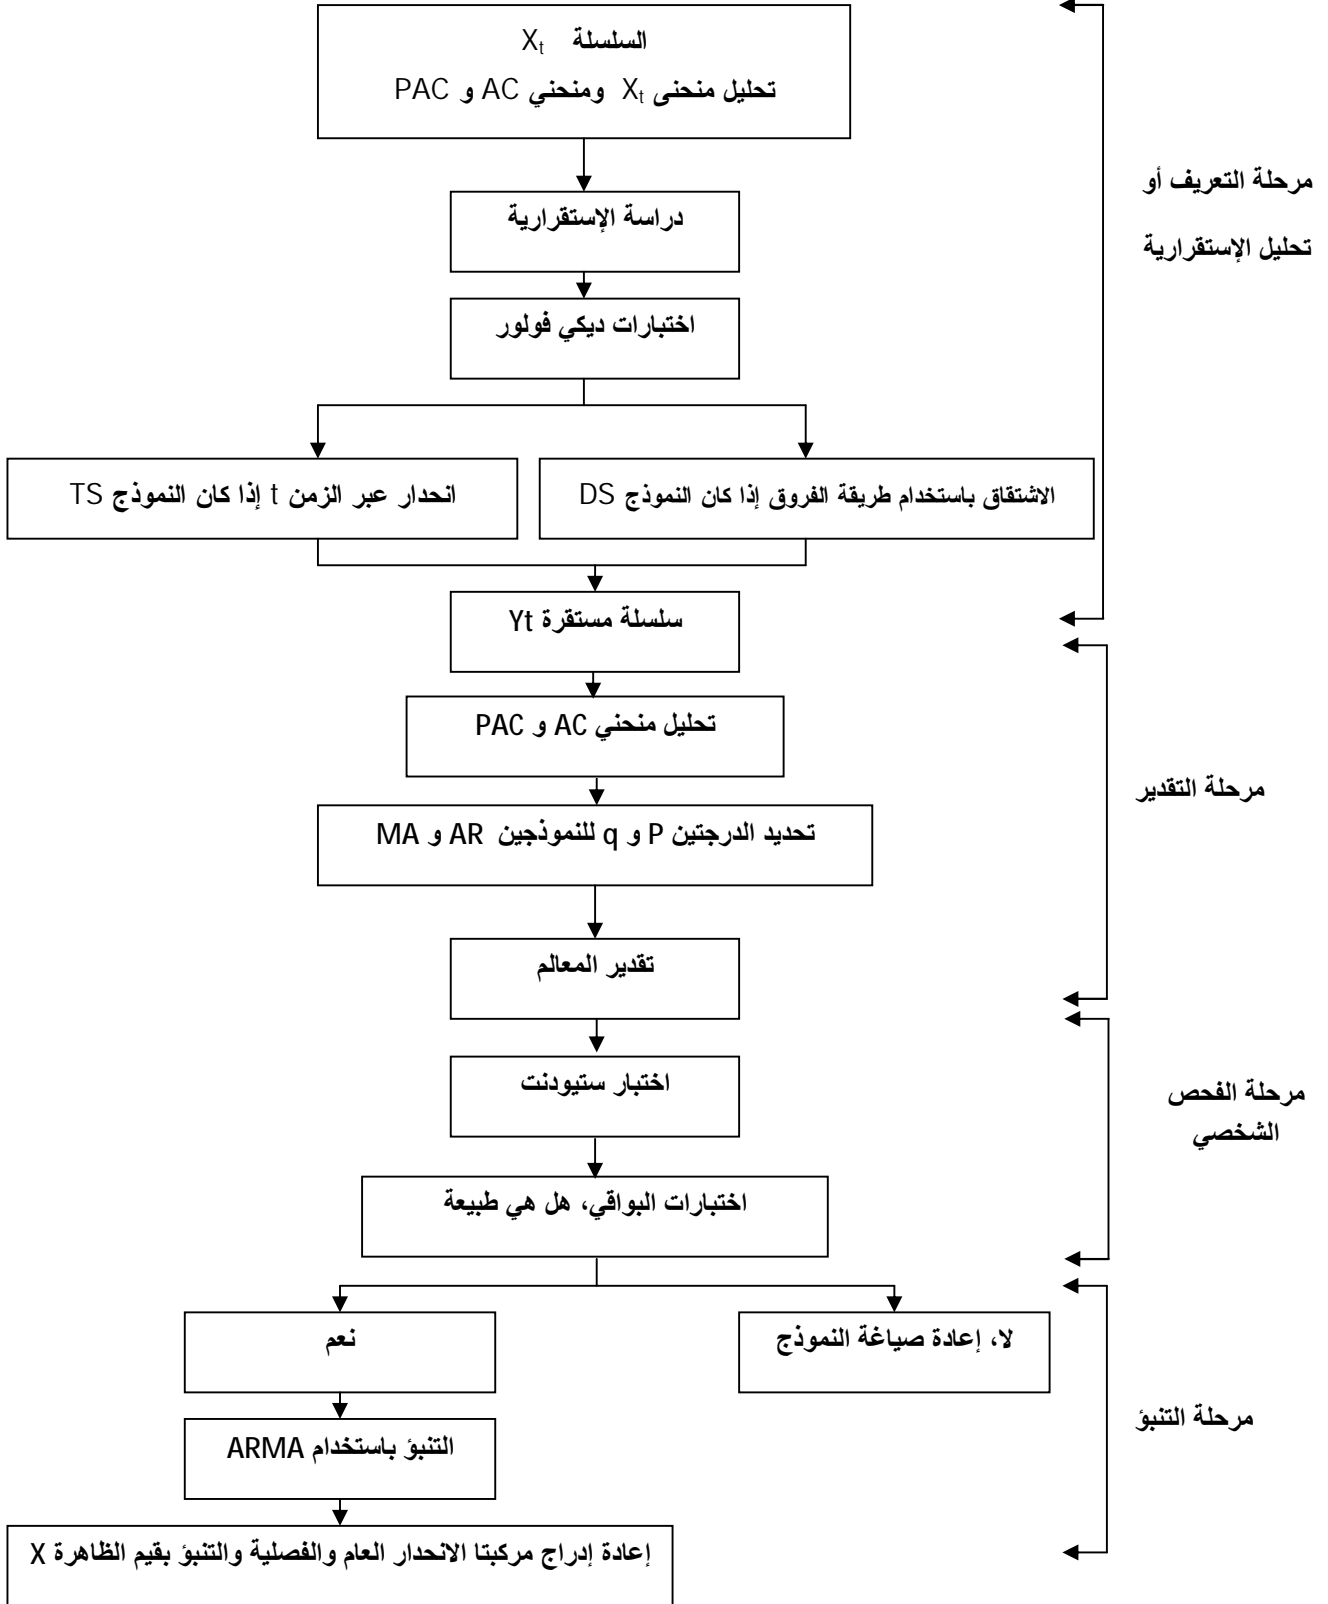 السلسلة Xt
تحليل منحنى Xt ومنحني AC و PAC
دراسة الإستقرارية
اختبارات ديكي فولور
الاشتقاق باستخدام طريقة الفروق إذا كان النموذج DS
انحدار عبر الزمن t إذا كان النموذج TS
سلسلة مستقرة Yt
مرحلة التعريف أو
تحليل الإستقرارية
تحليل منحني AC و PAC
تحديد الدرجتين P و q للنموذجين AR و MA
تقدير المعالم
مرحلة التقدير
اختبار ستيودنت
اختبارات البواقي، هل هي طبيعة
مرحلة الفحص
الشخصي
لا، إعادة صياغة النموذج
نعم
التنبؤ باستخدام ARMA
إعادة إدراج مركبتا الانحدار العام والفصلية والتنبؤ بقيم الظاهرة X
مرحلة التنبؤ